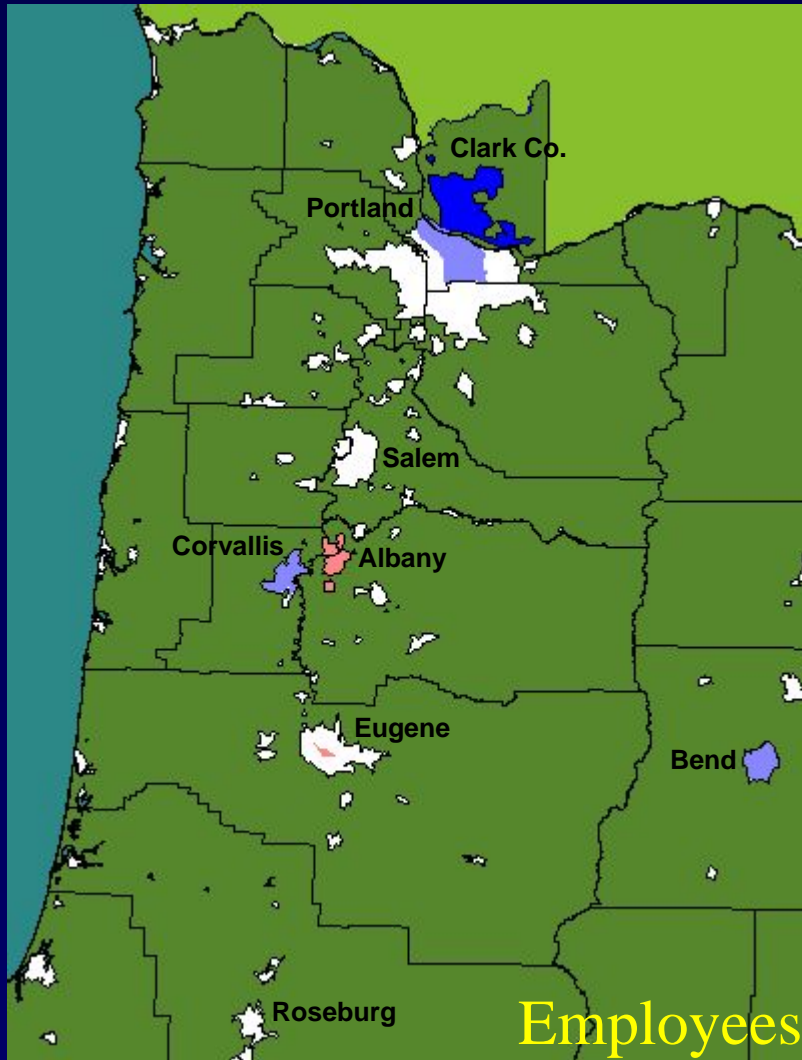 Clark Co.
Portland
Salem
Corvallis
Albany
Eugene
Bend
Roseburg
Employees